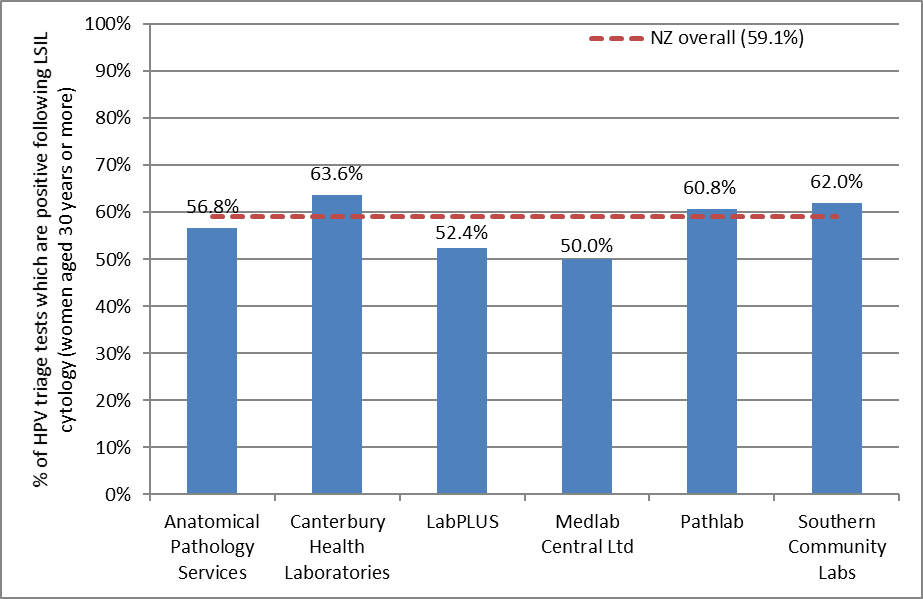 % of HPV triage tests which are positive following LSIL
cytology (women aged 30 years or more)
100%
90%
80%
70%
60%
50%
40%
30%
20%
10%
0%
NZ overall (59.1%)
56.8%
63.6%
52.4%
50.0%
60.8%
62.0%
Anatomical
Pathology
Services
Canterbury
Health
Laboratories
LabPLUS
Medlab
Central Ltd
Pathlab
Southern
Community
Labs